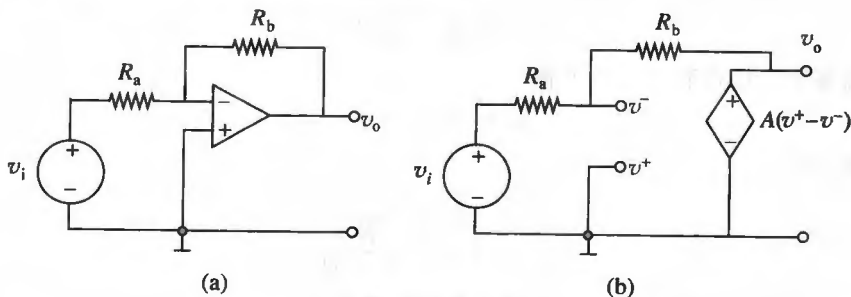 R_b
R_a
−
+
v_o
+
v_i
−
(a)
R_b
v_o
R_a
v^−
+
A(v^+−v^−)
−
+
v^+
v_i
−
(b)